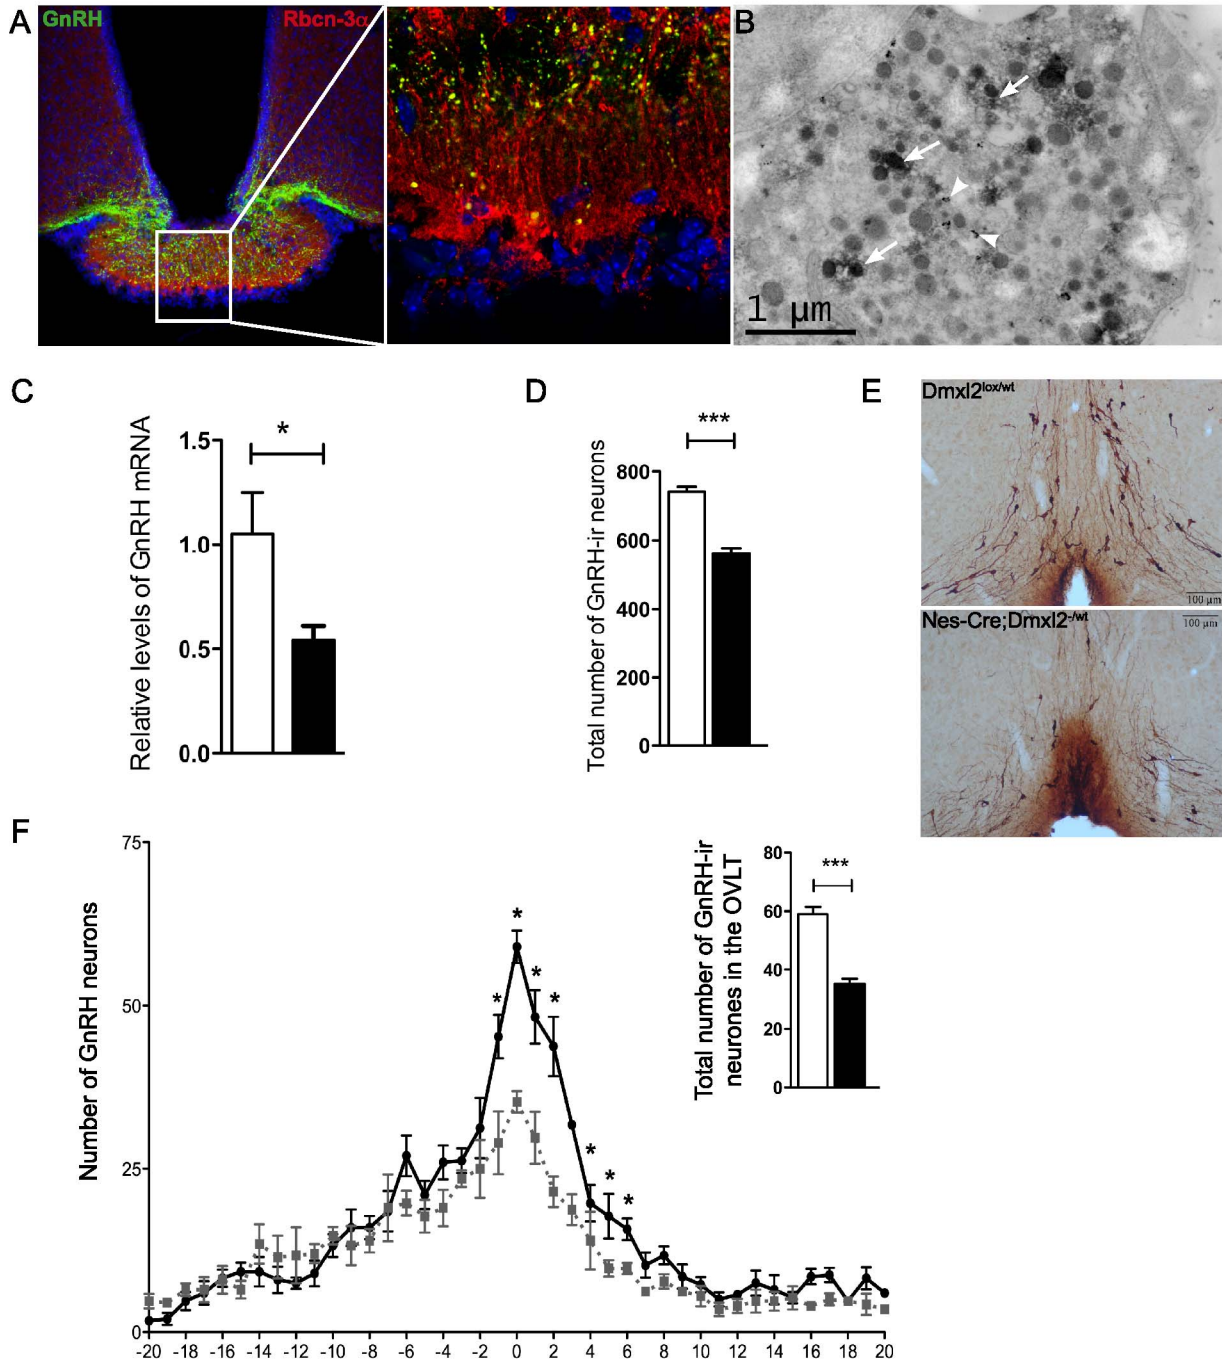 A
GnRH
Rbcn-3α
B
1 µm
C
Relative levels of GnRH mRNA
1.5
1.0
0.5
0.0
*
D
Total number of GnRH-ir neurons
800
600
400
200
0
***
E
Dmxl2lox/wt
100 µm
Nes-Cre;Dmxl2-/wt
100 µm
F
Number of GnRH neurons
75
50
25
0
-20 -18 -16 -14 -12 -10 -8 -6 -4 -2 0 2 4 6 8 10 12 14 16 18 20
* * * * * * *
Total number of GnRH-ir
neurones in the OVLT
80
60
40
20
0
***